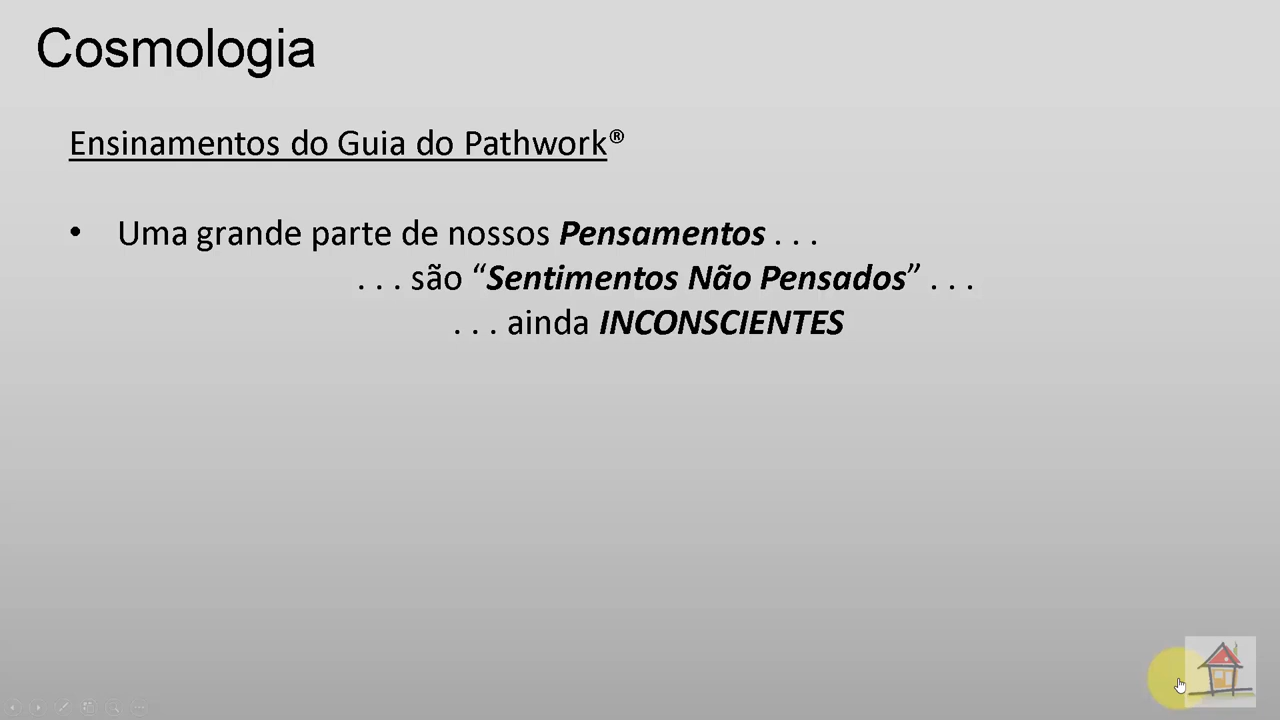 Cosmologia
Ensinamentos do Guia do Pathwork®
• Uma grande parte de nossos Pensamentos . . .
. . . são “Sentimentos Não Pensados” . . .
. . . ainda INCONSCIENTES